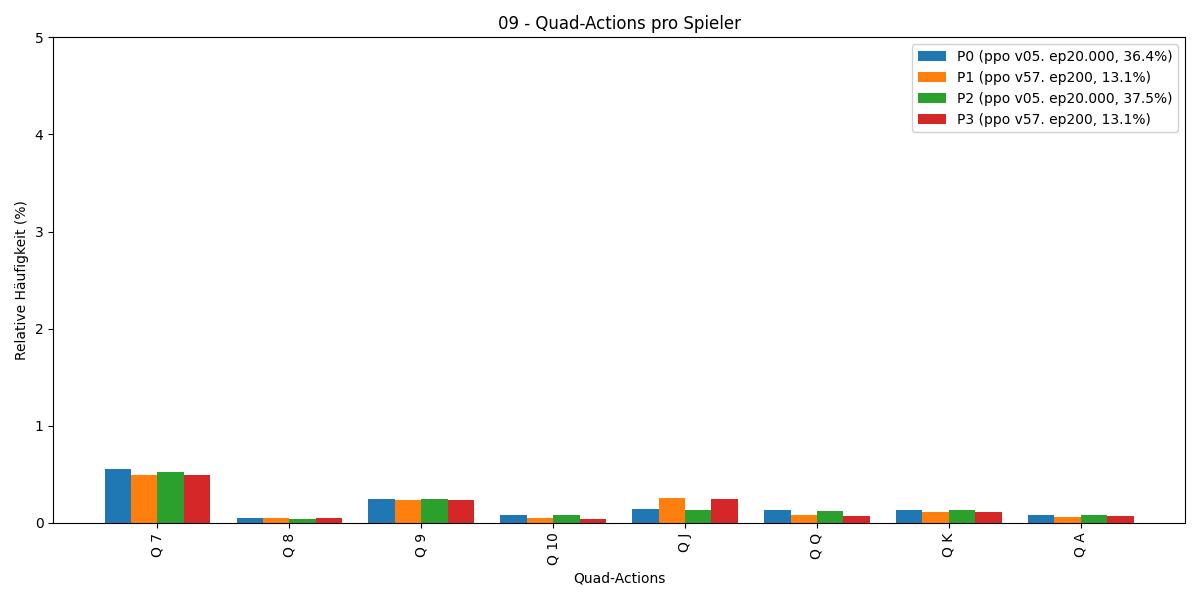 09 - Quad-Actions pro Spieler
P0 (ppo v05. ep20.000, 36.4%)
P1 (ppo v57. ep200, 13.1%)
P2 (ppo v05. ep20.000, 37.5%)
P3 (ppo v57. ep200, 13.1%)
Relative Häufigkeit (%)
5
4
3
2
1
0
Q 7
Q 8
Q 9
Q 10
Q J
Q Q
Q K
Q A
Quad-Actions